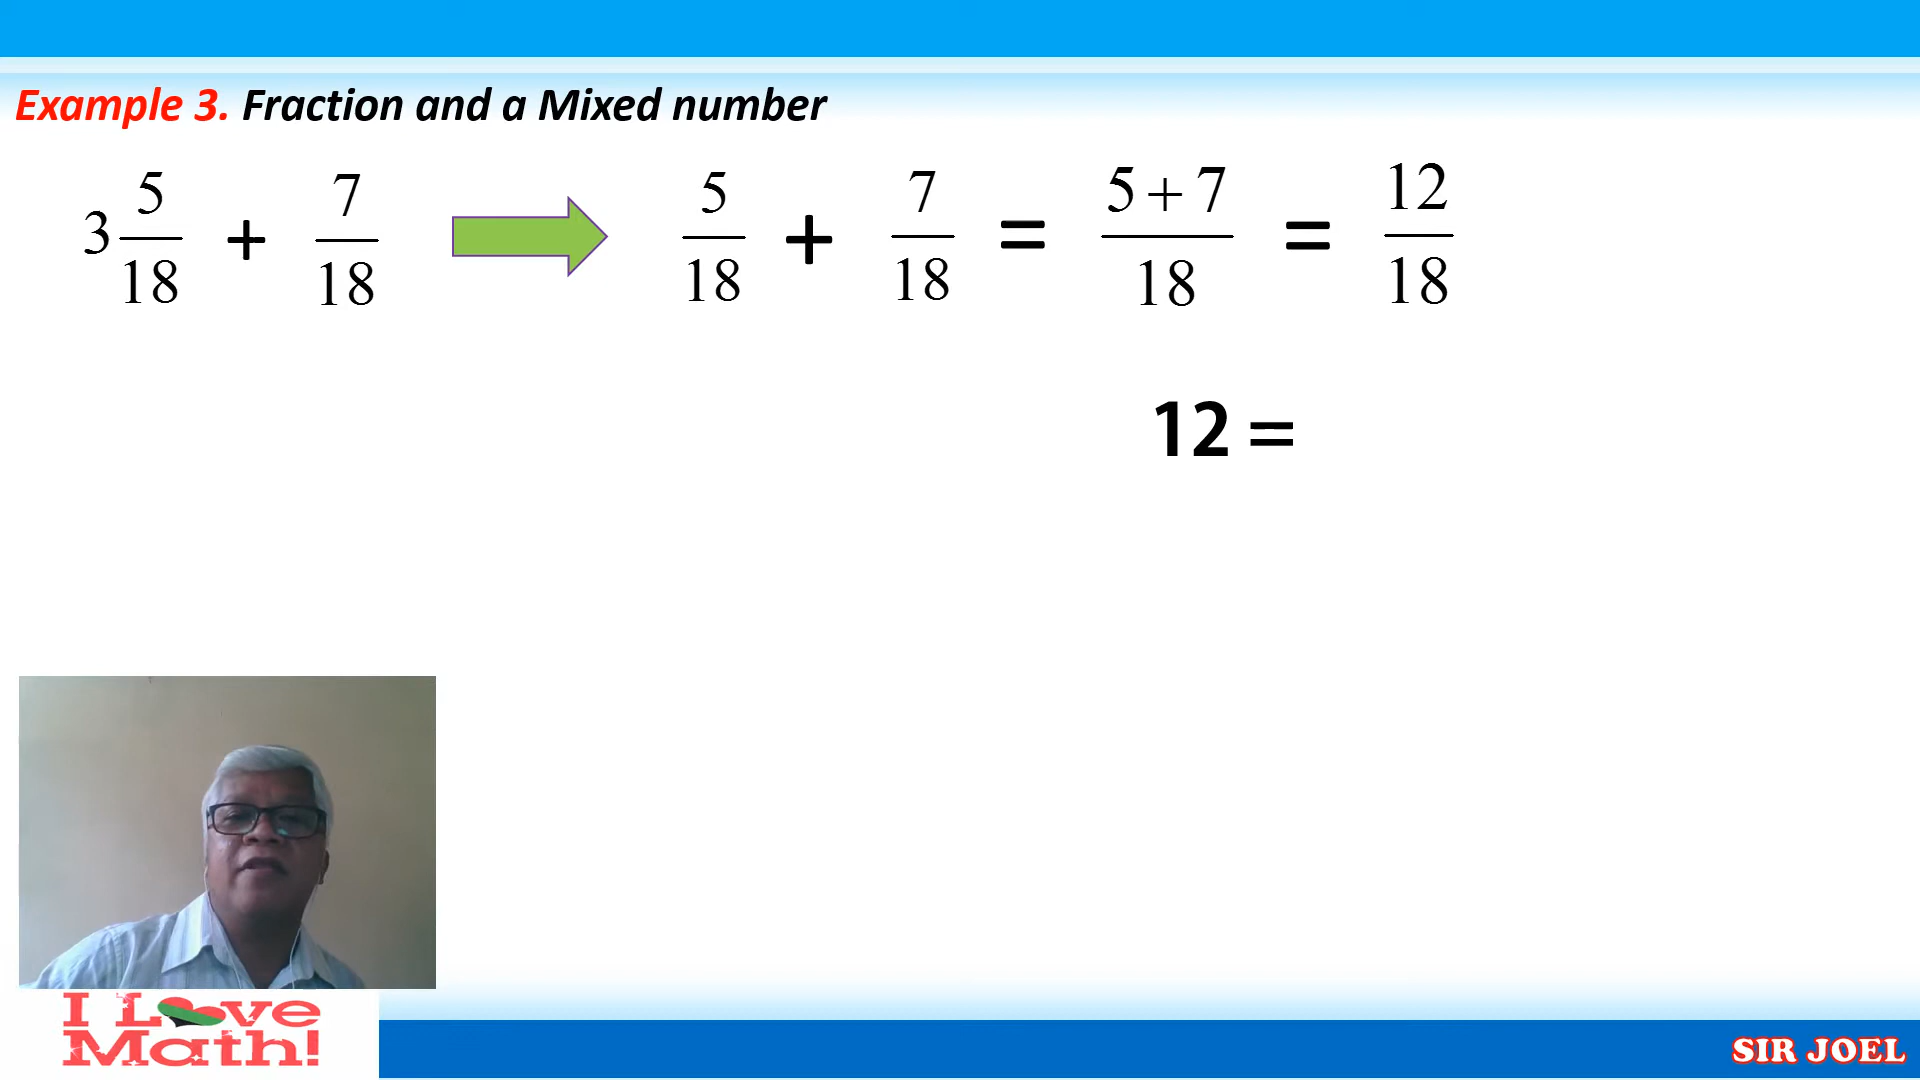 Example 3. Fraction and a Mixed number
3 5/18 + 7/18 5/18 + 7/18 = 5+7/18 = 12/18
12 =
I Love
Math!
SIR JOEL